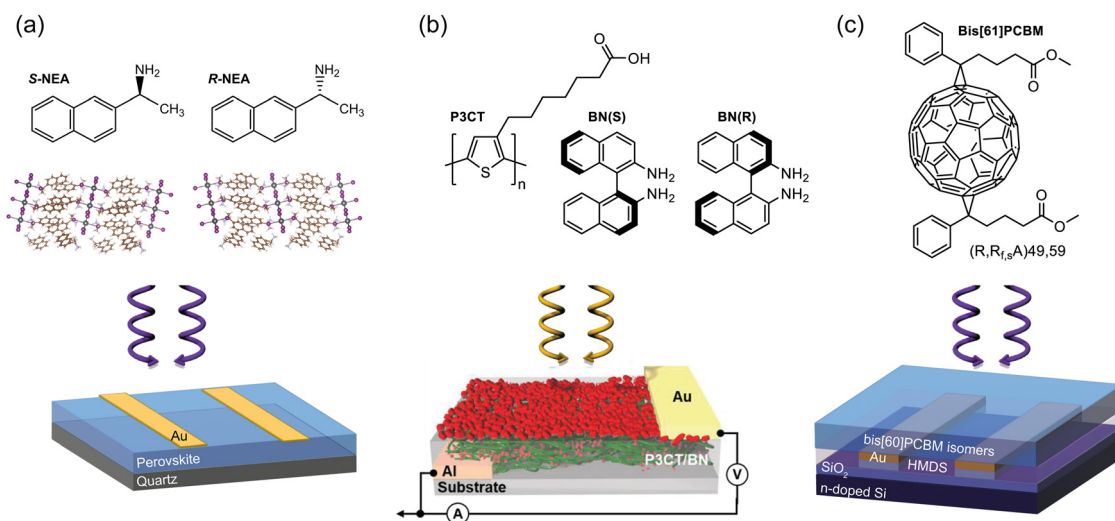 (a)
S-NEA
NH₂
CH₃
R-NEA
NH₂
CH₃
Au
Perovskite
Quartz
(b)
O
OH
P3CT
S
n
BN(S)
NH₂
NH₂
BN(R)
NH₂
NH₂
Au
P3CT/BN
Al
Substrate
A
V
(c)
Bis[61]PCBM
O
O
O
O
(R,R_f,sA)49,59
bis[60]PCBM isomers
Au
HMDS
SiO₂
n-doped Si